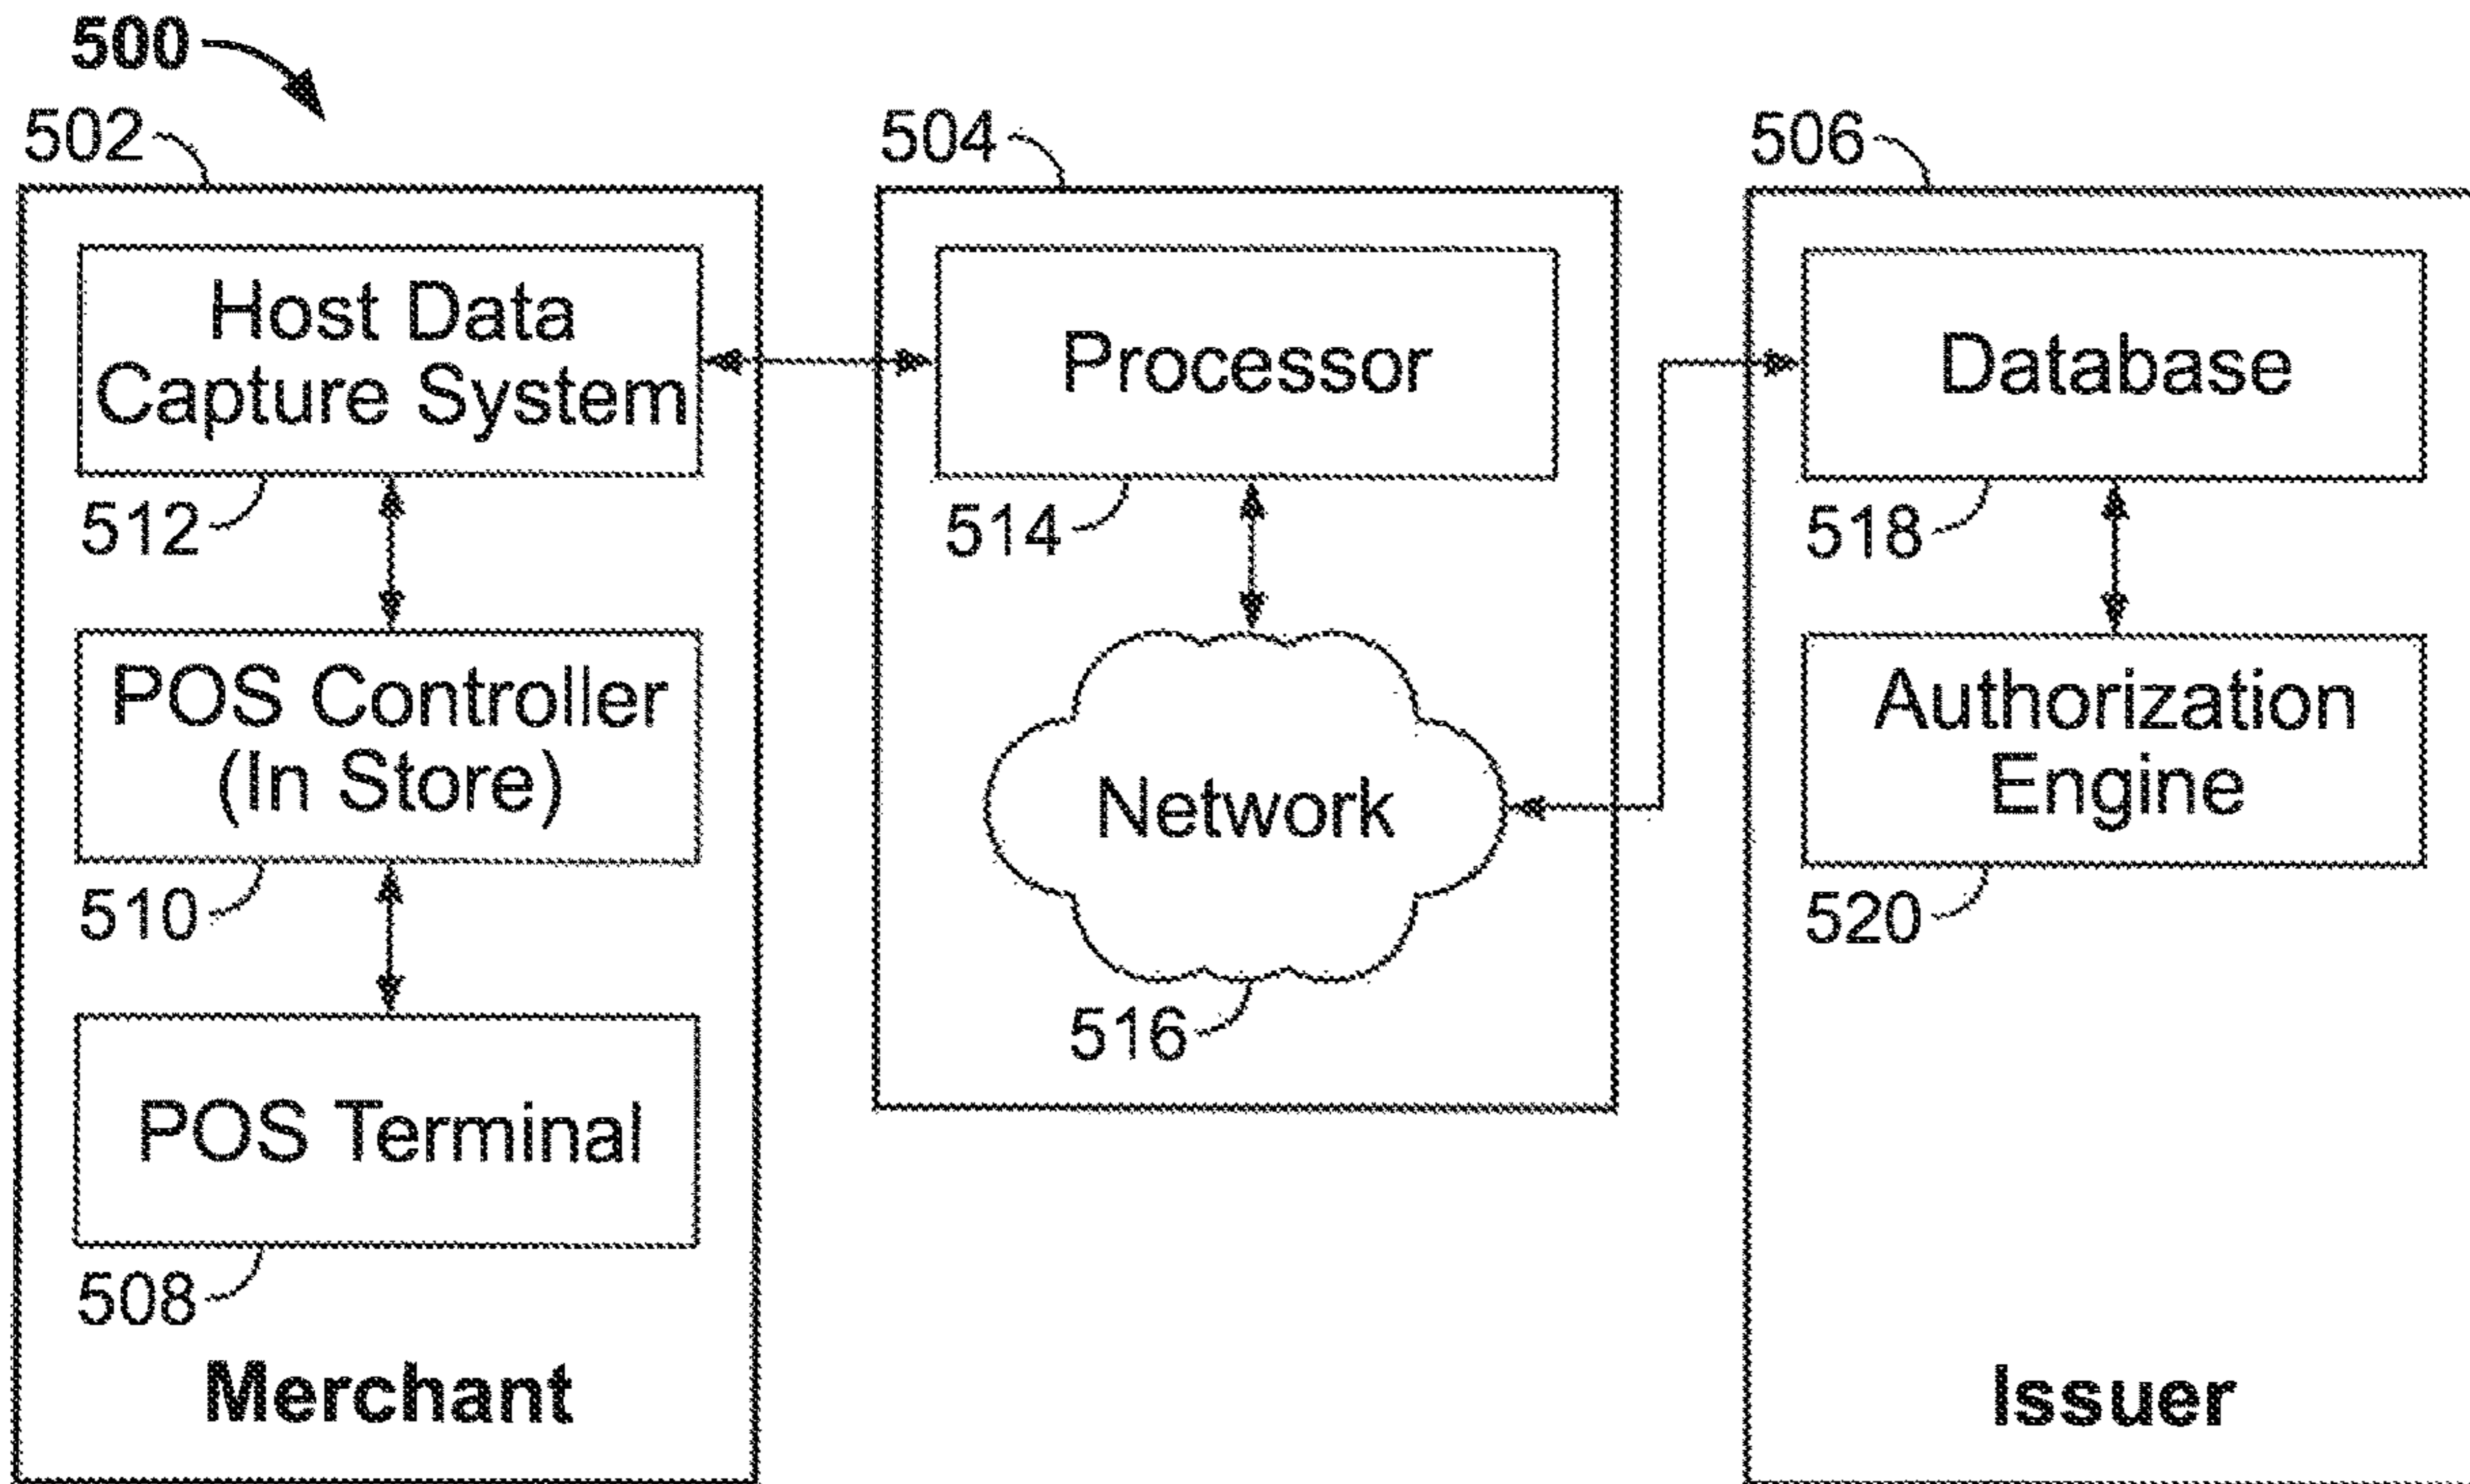 500
502
504
506
Host Data
Capture System
512
Processor
514
Database
518
POS Controller
(In Store)
510
Network
516
Authorization
Engine
520
POS Terminal
508
Merchant
Issuer